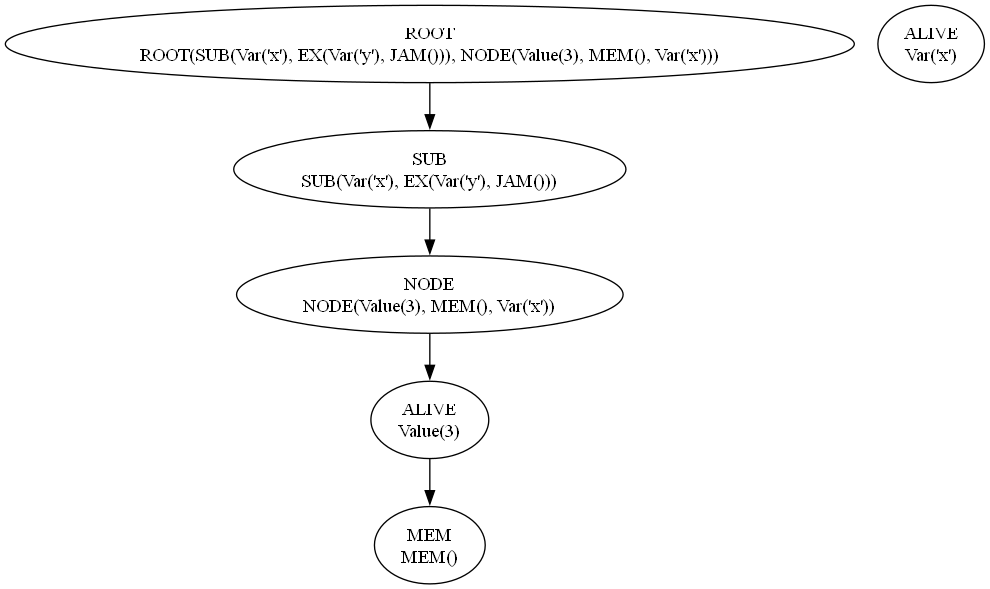 ROOT
ROOT(SUB(Var('x'), EX(Var('y'), JAM())), NODE(Value(3), MEM(), Var('x')))
ALIVE
Var('x')
SUB
SUB(Var('x'), EX(Var('y'), JAM()))
NODE
NODE(Value(3), MEM(), Var('x'))
ALIVE
Value(3)
MEM
MEM()